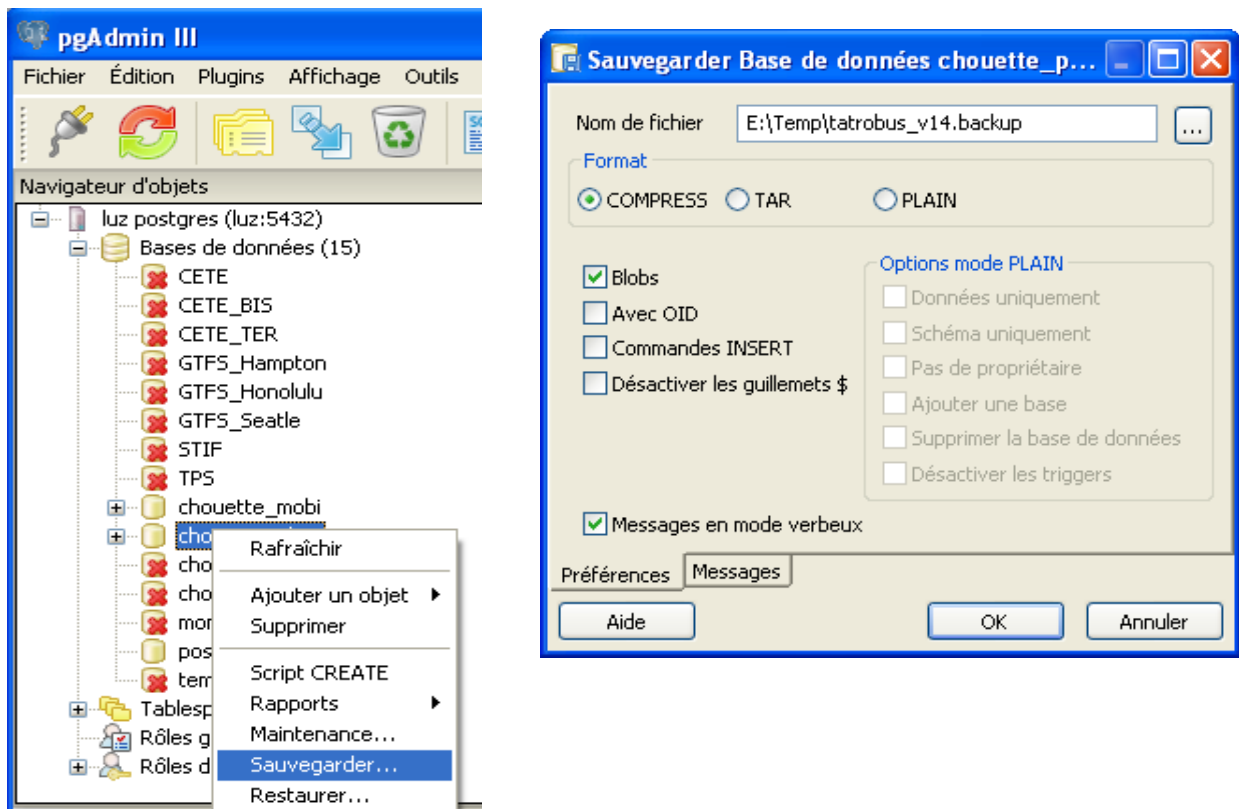 pgAdmin III
Fichier Édition Plugins Affichage Outils
Navigateur d'objets
luz postgres (luz:5432)
Bases de données (15)
CETE
CETE_BIS
CETE_TER
GTFS_Hampton
GTFS_Honolulu
GTFS_Seatle
STIF
TPS
chouette_mobi
Rafraîchir
Ajouter un objet
Supprimer
Script CREATE
Rapports
Maintenance...
Sauvegarder...
Restaurer...
Sauvegarder Base de données chouette_p...
Nom de fichier E:\Temp\tatrobus_v14.backup ...
Format
COMPRESS TAR PLAIN
Blobs
Avec OID
Commandes INSERT
Désactiver les guillemets $
Options mode PLAIN
Données uniquement
Schéma uniquement
Pas de propriétaire
Ajouter une base
Supprimer la base de données
Désactiver les triggers
Messages en mode verbeux
Préférences Messages
Aide OK Annuler